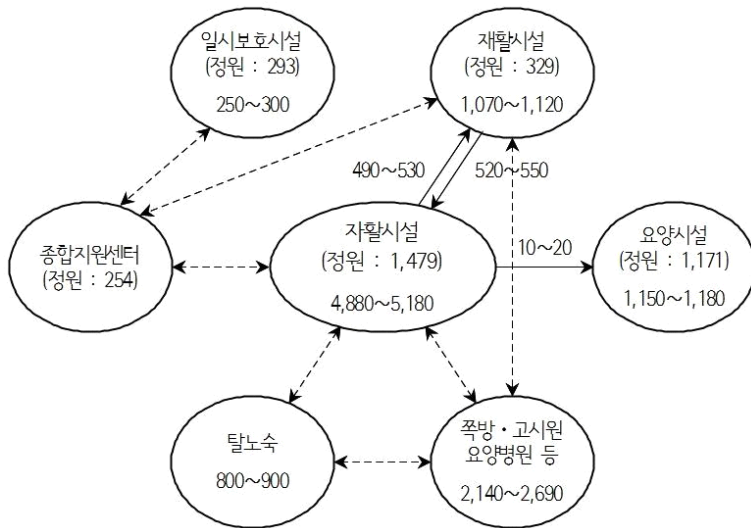 일시보호시설
(정원 : 293)
250～300
재활시설
(정원 : 329)
1,070～1,120
490～530
520～550
종합지원센터
(정원 : 254)
자활시설
(정원 : 1,479)
4,880～5,180
10～20
요양시설
(정원 : 1,171)
1,150～1,180
탈노숙
800～900
쪽방・고시원
요양병원 등
2,140～2,690